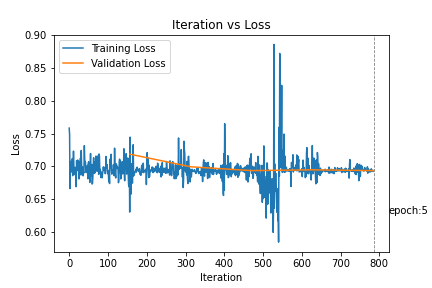 Iteration vs Loss
0.90
0.85
0.80
0.75
0.70
0.65
0.60
Loss
Training Loss
Validation Loss
epoch:5
0 100 200 300 400 500 600 700 800
Iteration